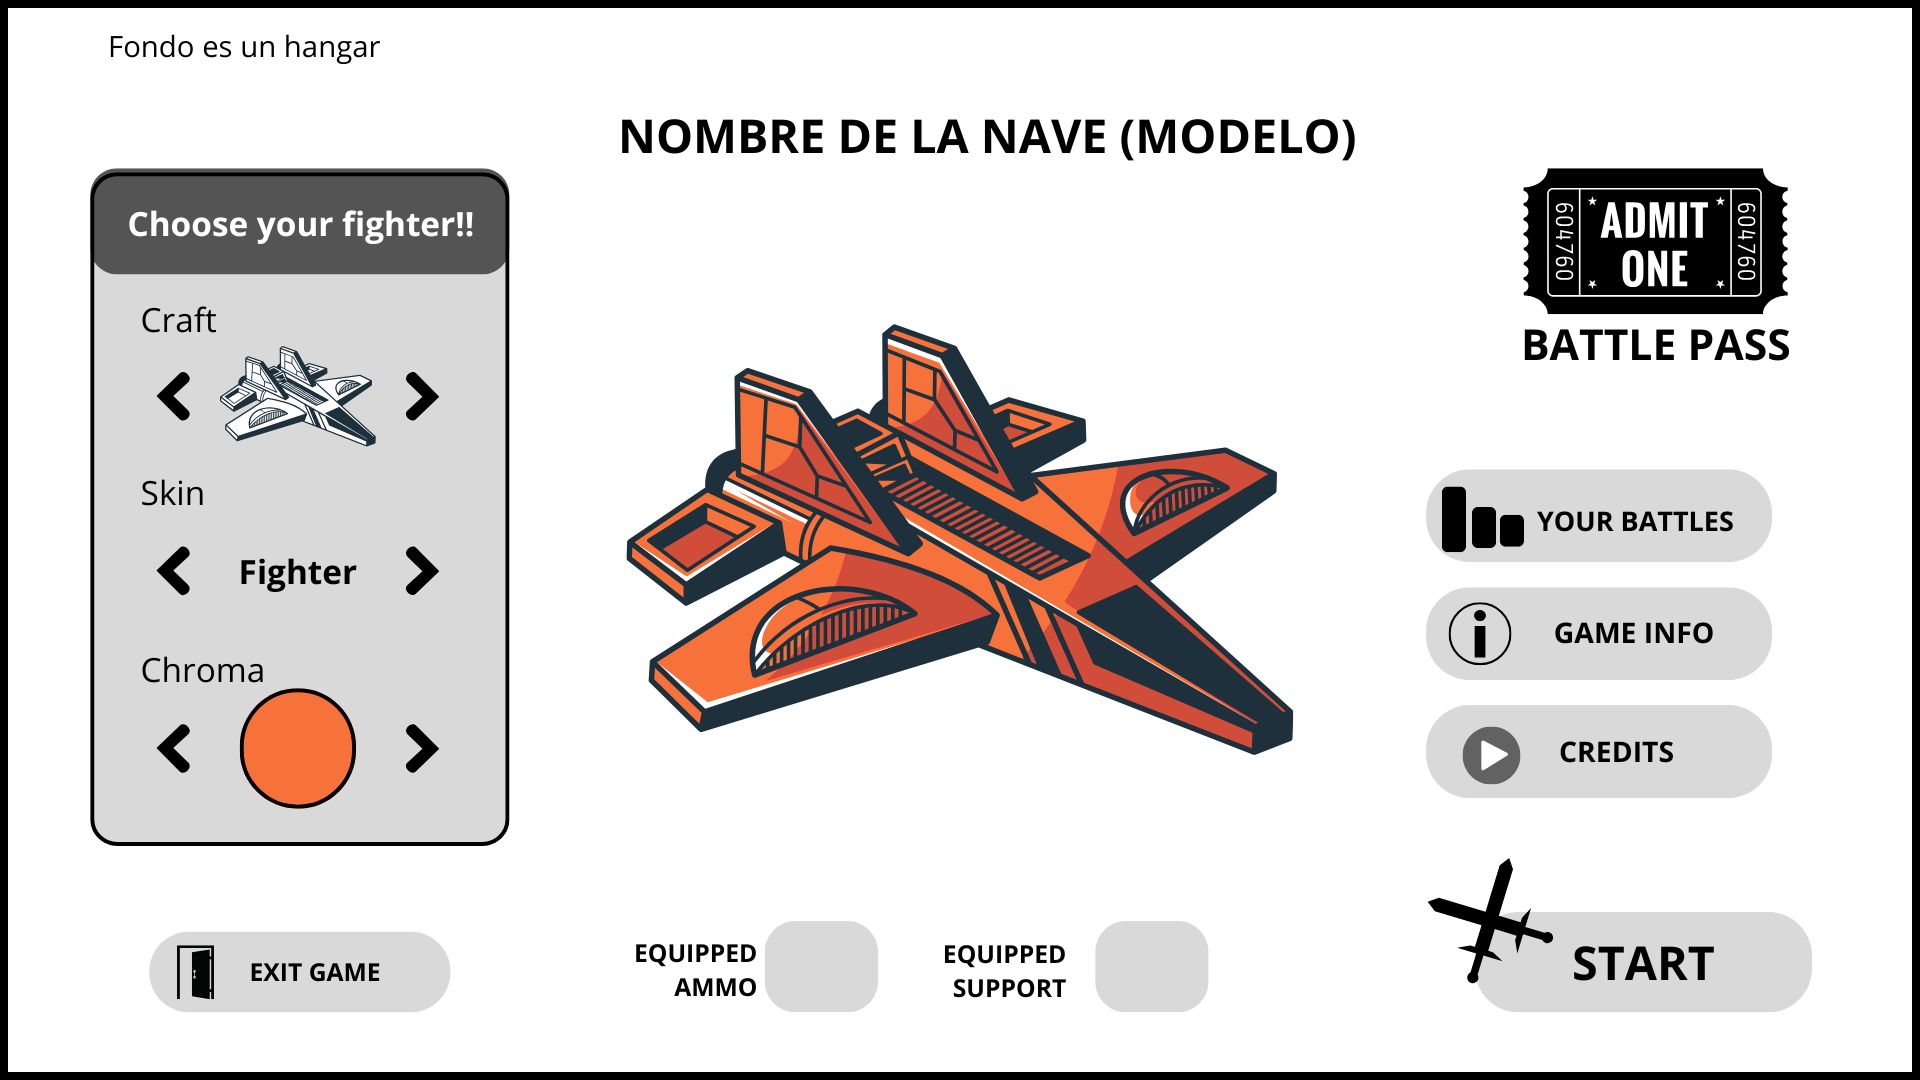 Fondo es un hangar
NOMBRE DE LA NAVE (MODELO)
Choose your fighter!!
Craft
Skin
Fighter
Chroma
604760
ADMIT
ONE
604760
BATTLE PASS
YOUR BATTLES
GAME INFO
CREDITS
EXIT GAME
EQUIPPED
AMMO
EQUIPPED
SUPPORT
START